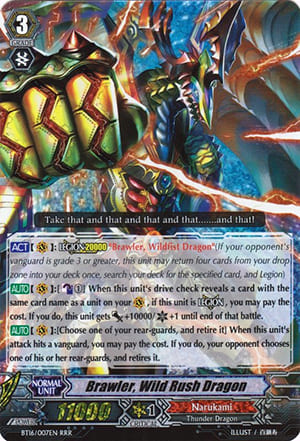 3
Take that and that and that and that......and that!
ACT 1: LEGION 20000 "Brawler, Wildfist Dragon"(If your opponent's
vanguard is grade 3 or greater, this unit may return four cards from your drop
zone into your deck once, search your deck for the specified card, and Legion)
AUTO 1: [1] When this unit's drive check reveals a card with the
same card name as a unit on your , if this unit is LEGION, you may pay
the cost. If you do, this unit gets +10000/ +1 until end of that battle.
AUTO 1:[Choose one of your rear-guards, and retire it] When this unit's
attack hits a vanguard, you may pay the cost. If you do, your opponent chooses
one of his or her rear-guards, and retires it.
NORMAL UNIT
Brawler, Wild Rush Dragon
POWER
11000
1
CRITICAL
Narukami
Thunder Dragon
BT16/007EN RRR
ILLUST /